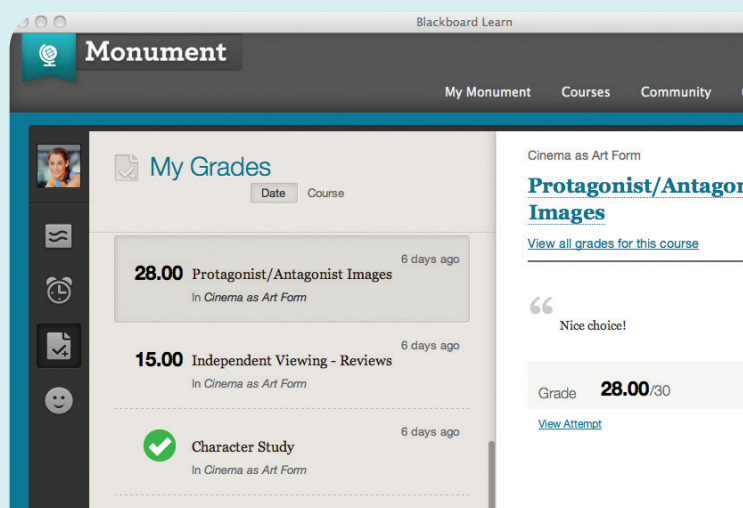 Blackboard Learn
Monument
My Monument Courses Community
My Grades
Date Course
6 days ago
28.00 Protagonist/Antagonist Images
In Cinema as Art Form
6 days ago
15.00 Independent Viewing - Reviews
In Cinema as Art Form
6 days ago
Character Study
In Cinema as Art Form
Cinema as Art Form
Protagonist/Antagon
Images
View all grades for this course
“
Nice choice!
Grade 28.00/30
View Attempt